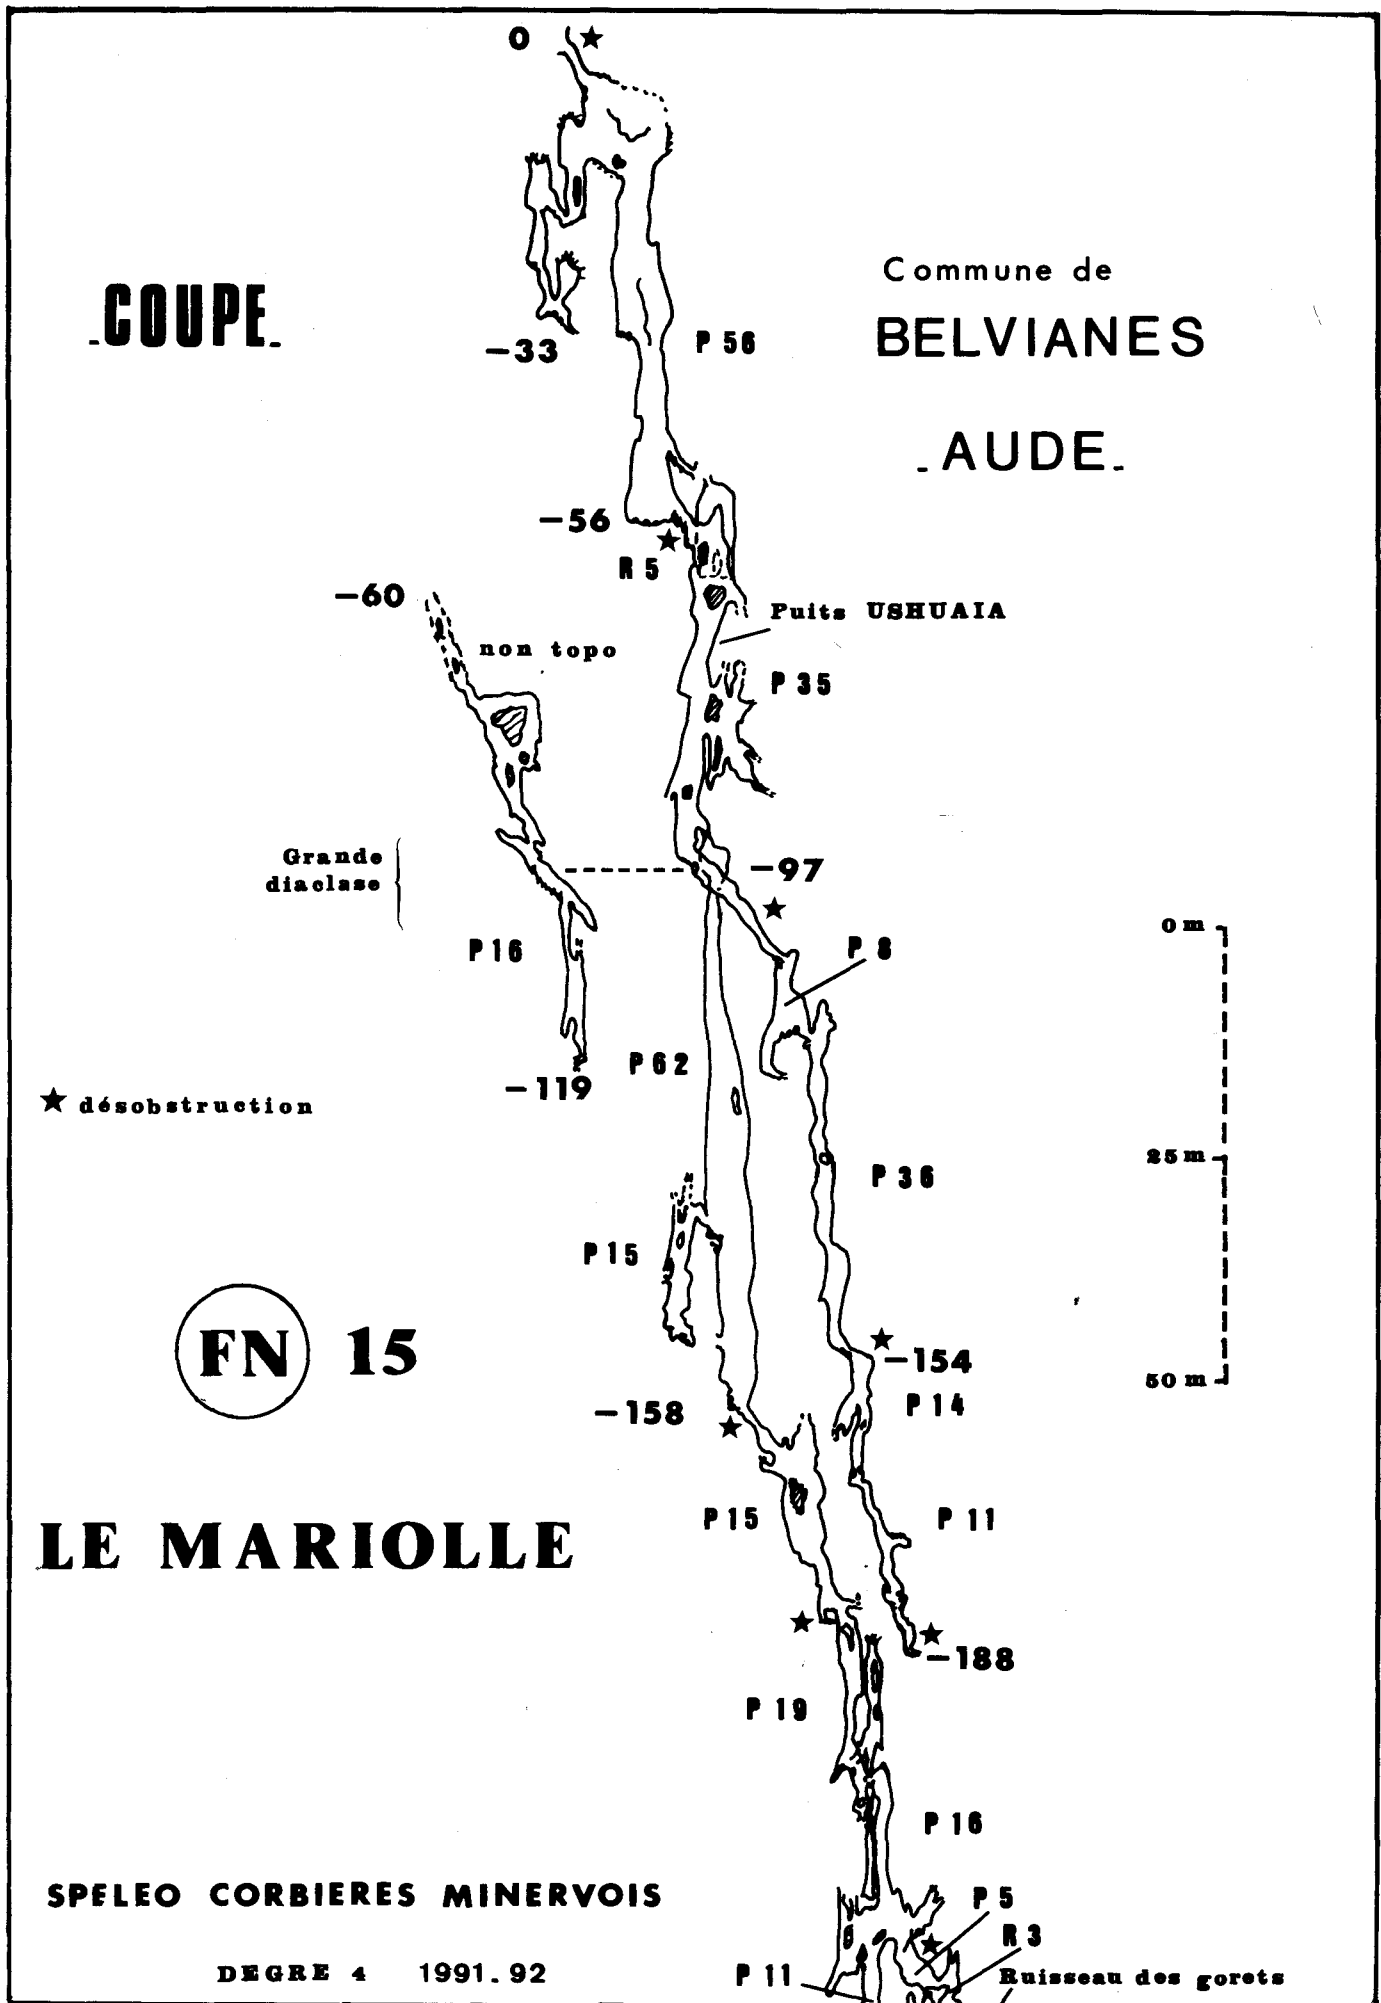 0
Commune de
-COUPE-
BELVIANES
-33
P 56
-AUDE-
-56
R 5
-60
Puits USHUAIA
non topo
P 35
Grande
diaclase
-97
P 16
P 8
0 m
P 62
-119
désobstruction
25 m
P 36
P 15
FN 15
-154
50 m
P 14
-158
P 15
P 11
LE MARIOLLE
-188
P 19
P 16
SPELEO CORBIERES MINERVOIS
P 5
R 3
DEGRE 4 1991.92
P 11
Ruisseau des gorets